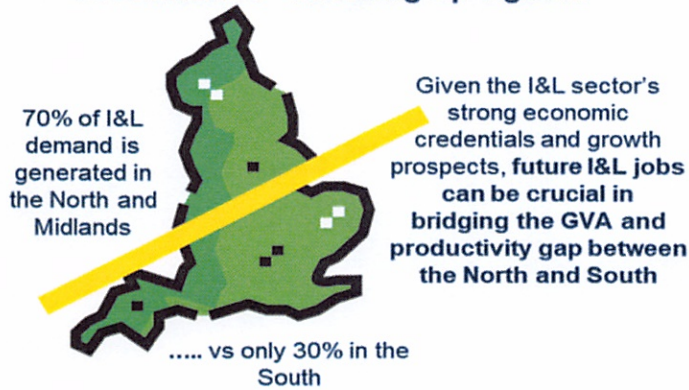 70% of I&L
demand is
generated in
the North and
Midlands
Given the I&L sector's
strong economic
credentials and growth
prospects, future I&L jobs
can be crucial in
bridging the GVA and
productivity gap between
the North and South
..... vs only 30% in the
South